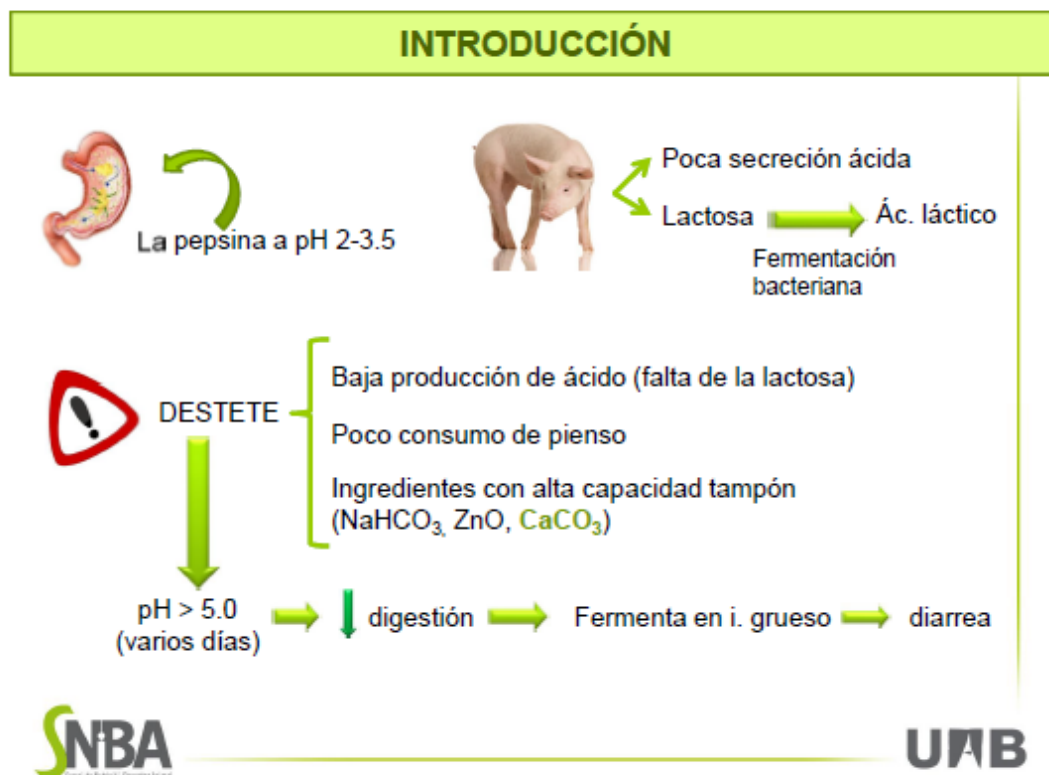 INTRODUCCIÓN
La pepsina a pH 2-3.5
Poca secreción ácida
Lactosa
Ác. láctico
Fermentación
bacteriana
DESTETE
Baja producción de ácido (falta de la lactosa)
Poco consumo de pienso
Ingredientes con alta capacidad tampón
(NaHCO₃, ZnO, CaCO₃)
pH > 5.0
(varios días)
digestión
Fermenta en i. grueso
diarrea
SNiBA
UAB